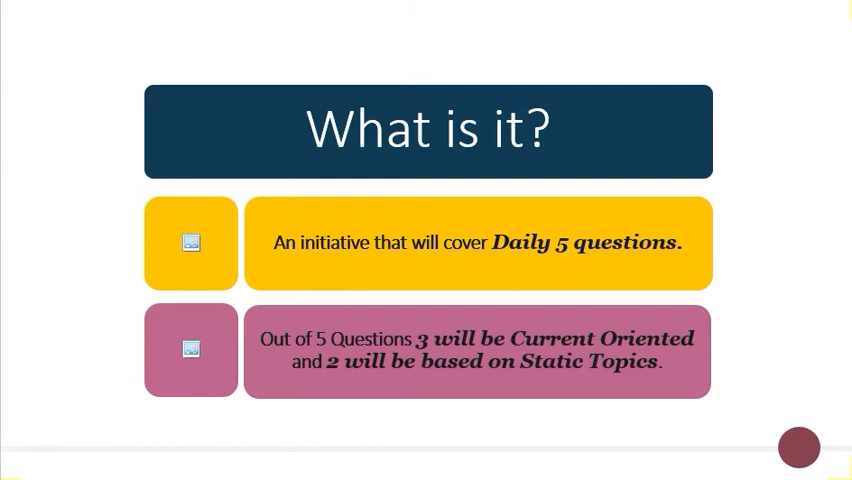 What is it?
An initiative that will cover Daily 5 questions.
Out of 5 Questions 3 will be Current Oriented
and 2 will be based on Static Topics.